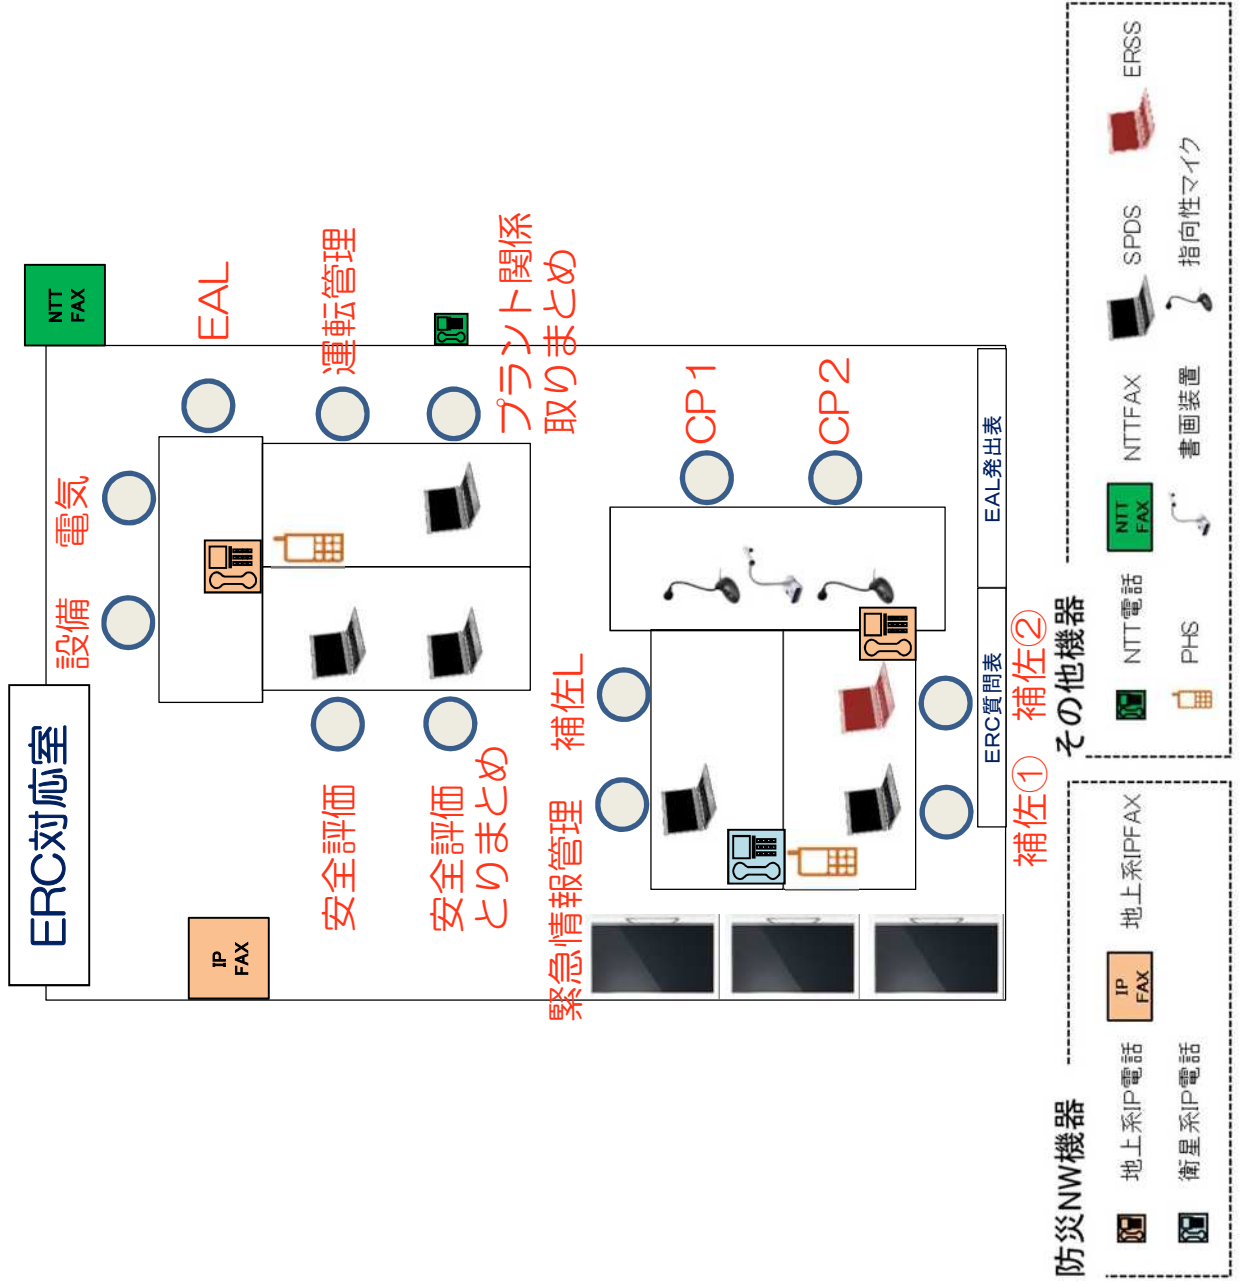 ERC対応室
設備
電気
EAL
運転管理
プラント関係
取りまとめ
安全評価
安全評価
とりまとめ
NTT
FAX
IP
FAX
緊急情報管理
補佐L
CP1
CP2
補佐①
補佐②
ERC質問表
EAL発出表
防災NW機器
地上系IP電話
IP
FAX
地上系IPFAX
衛星系IP電話
その他機器
NTT電話
NTT
FAX
NTTFAX
SPDS
ERSS
PHS
書画装置
指向性マイク